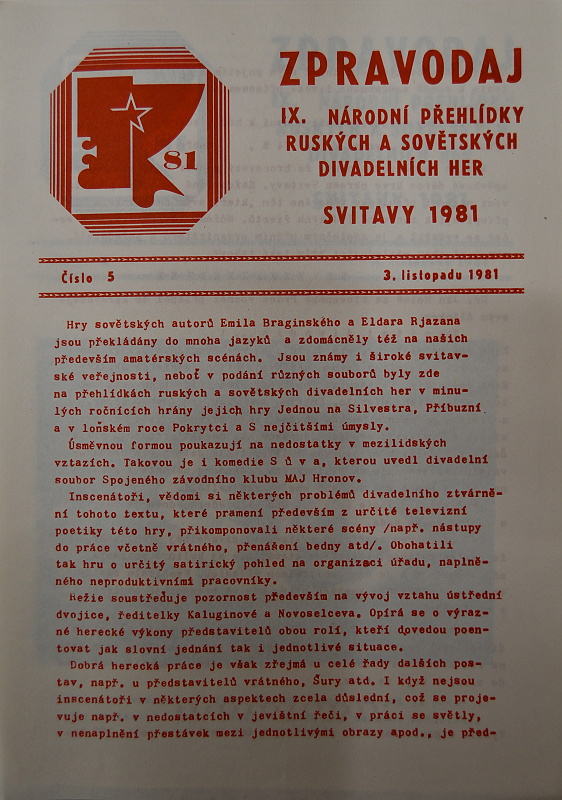 81
ZPRAVODAJ
IX. NÁRODNÍ PŘEHLÍDKY
RUSKÝCH A SOVĚTSKÝCH
DIVADELNÍCH HER
SVITAVY 1981
Číslo 5
3. listopadu 1981
Hry sovětských autorů Emila Braginského a Eldara Rjazana
jsou překládány do mnoha jazyků a zdomácněly též na našich
především amatérských scénách. Jsou známy i široké svitav-
ské veřejnosti, neboť v podání různých souborů byly zde
na přehlídkách ruských a sovětských divadelních her v minu-
lých ročnících hrány jejich hry Jednou na Silvestra, Příbuzní
a v loňském roce Pokrytci a S nejčitšími úmysly.
Úsměvnou formou poukazují na nedostatky v mezilidských
vztazích. Takovou je i komedie S ů v a, kterou uvedl divadelní
soubor Spojeného závodního klubu MAJ Hronov.
Inscenátoři, vědomi si některých problémů divadelního ztvárně-
ní tohoto textu, které pramení především z určité televizní
poetiky této hry, přikomponovali některé scény /např. nástupy
do práce včetně vrátného, přenášení bedny atd/. Obohatili
tak hru o určitý satirický pohled na organizaci úřadu, naplně-
ného neproduktivními pracovníky.
Režie soustřeďuje pozornost především na vývoj vztahu ústřední
dvojice, ředitelky Kaluginové a Novoselceva. Opírá se o výraz-
né herecké výkony představitelů obou rolí, kteří dovedou poen-
tovat jak slovní jednání tak i jednotlivé situace.
Dobrá herecká práce je však zřejmá u celé řady dalších pos-
tav, např. u představitelů vrátného, Šury atd. I když nejsou
inscenátoři v některých aspektech zcela důslední, což se proje-
vuje např. v nedostatcích v jevištní řeči, v práci se světly,
v nenaplnění přestávek mezi jednotlivými obrazy apod., je před-